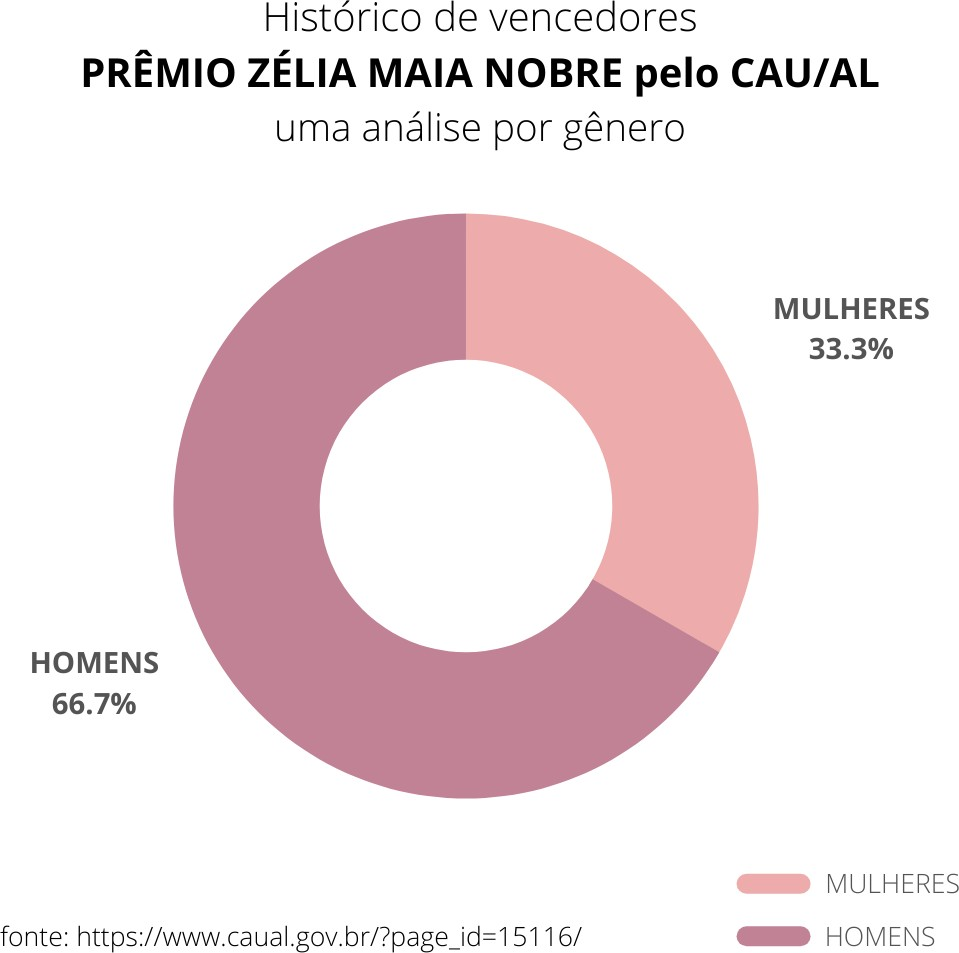 Histórico de vencedores
PRÊMIO ZÉLIA MAIA NOBRE pelo CAU/AL
uma análise por gênero
MULHERES
33.3%
HOMENS
66.7%
MULHERES
HOMENS
fonte: https://www.caual.gov.br/?page_id=15116/